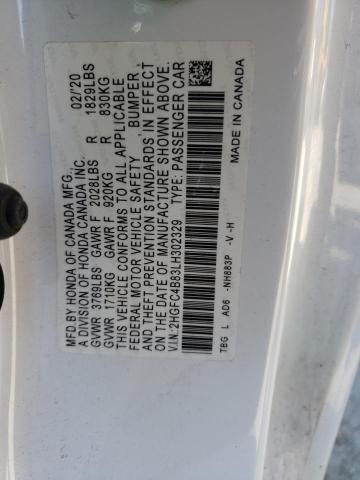 MFD.BY HONDA OF CANADA MFG., 02/'20
A DIVISION OF HONDA CANADA INC.
GVWR 3769LBS GAWR F 2028LBS R 1829LBS
GVWR 1710KG GAWR F 920KG R 830KG
THIS VEHICLE CONFORMS TO ALL APPLICABLE
FEDERAL MOTOR VEHICLE SAFETY, BUMPER,
AND THEFT PREVENTION STANDARDS IN EFFECT
ON THE DATE OF MANUFACTURE SHOWN ABOVE.
V.I.N.:2HGFC4B83LH302329 TYPE: PASSENGER CAR
TBG L AD6 -NH883P -V -H
MADE IN CANADA